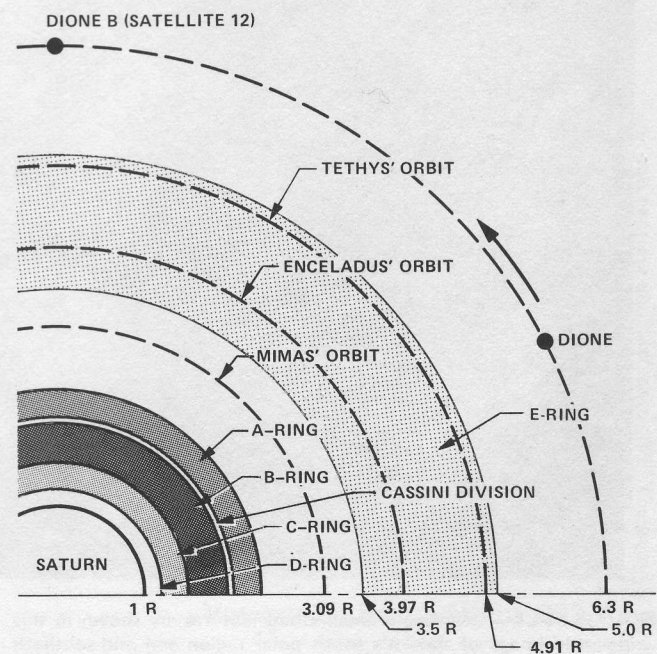 DIONE B (SATELLITE 12)
TETHYS' ORBIT
ENCELADUS' ORBIT
DIONE
MIMAS' ORBIT
E-RING
A-RING
B-RING
CASSINI DIVISION
C-RING
SATURN
D-RING
1 R
3.09 R
3.97 R
6.3 R
3.5 R
5.0 R
4.91 R